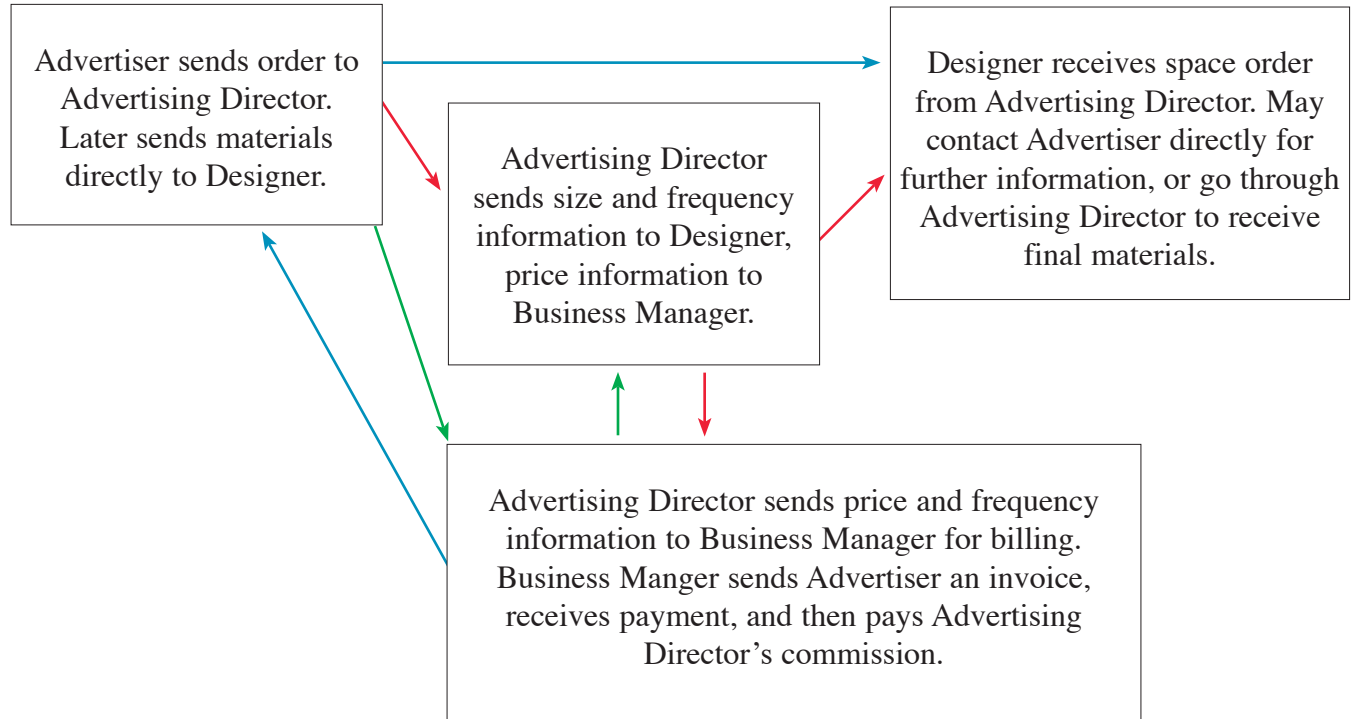 Advertiser sends order to
Advertising Director.
Later sends materials
directly to Designer.
Advertising Director
sends size and frequency
information to Designer,
price information to
Business Manager.
Designer receives space order
from Advertising Director. May
contact Advertiser directly for
further information, or go through
Advertising Director to receive
final materials.
Advertising Director sends price and frequency
information to Business Manager for billing.
Business Manger sends Advertiser an invoice,
receives payment, and then pays Advertising
Director’s commission.